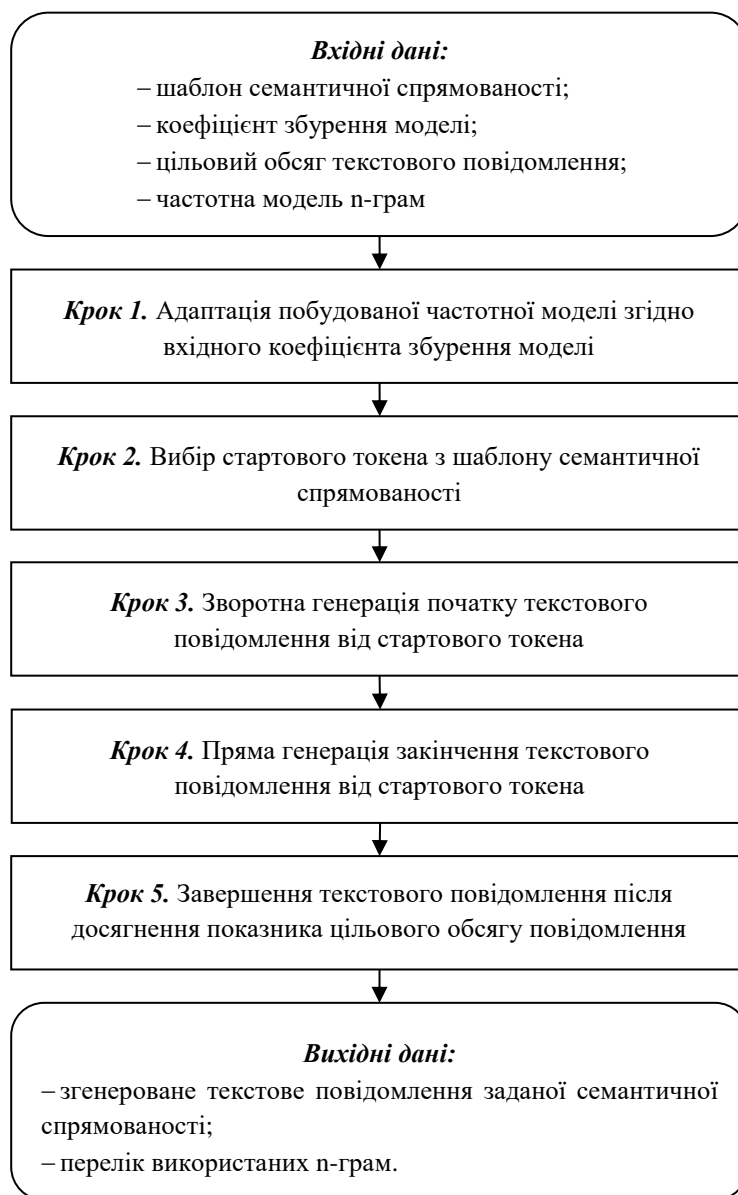 Вхідні дані:
– шаблон семантичної спрямованості;
– коефіцієнт збурення моделі;
– цільовий обсяг текстового повідомлення;
– частотна модель n-грам
Крок 1. Адаптація побудованої частотної моделі згідно
вхідного коефіцієнта збурення моделі
Крок 2. Вибір стартового токена з шаблону семантичної
спрямованості
Крок 3. Зворотна генерація початку текстового
повідомлення від стартового токена
Крок 4. Пряма генерація закінчення текстового
повідомлення від стартового токена
Крок 5. Завершення текстового повідомлення після
досягнення показника цільового обсягу повідомлення
Вихідні дані:
– згенероване текстове повідомлення заданої семантичної
спрямованості;
– перелік використаних n-грам.